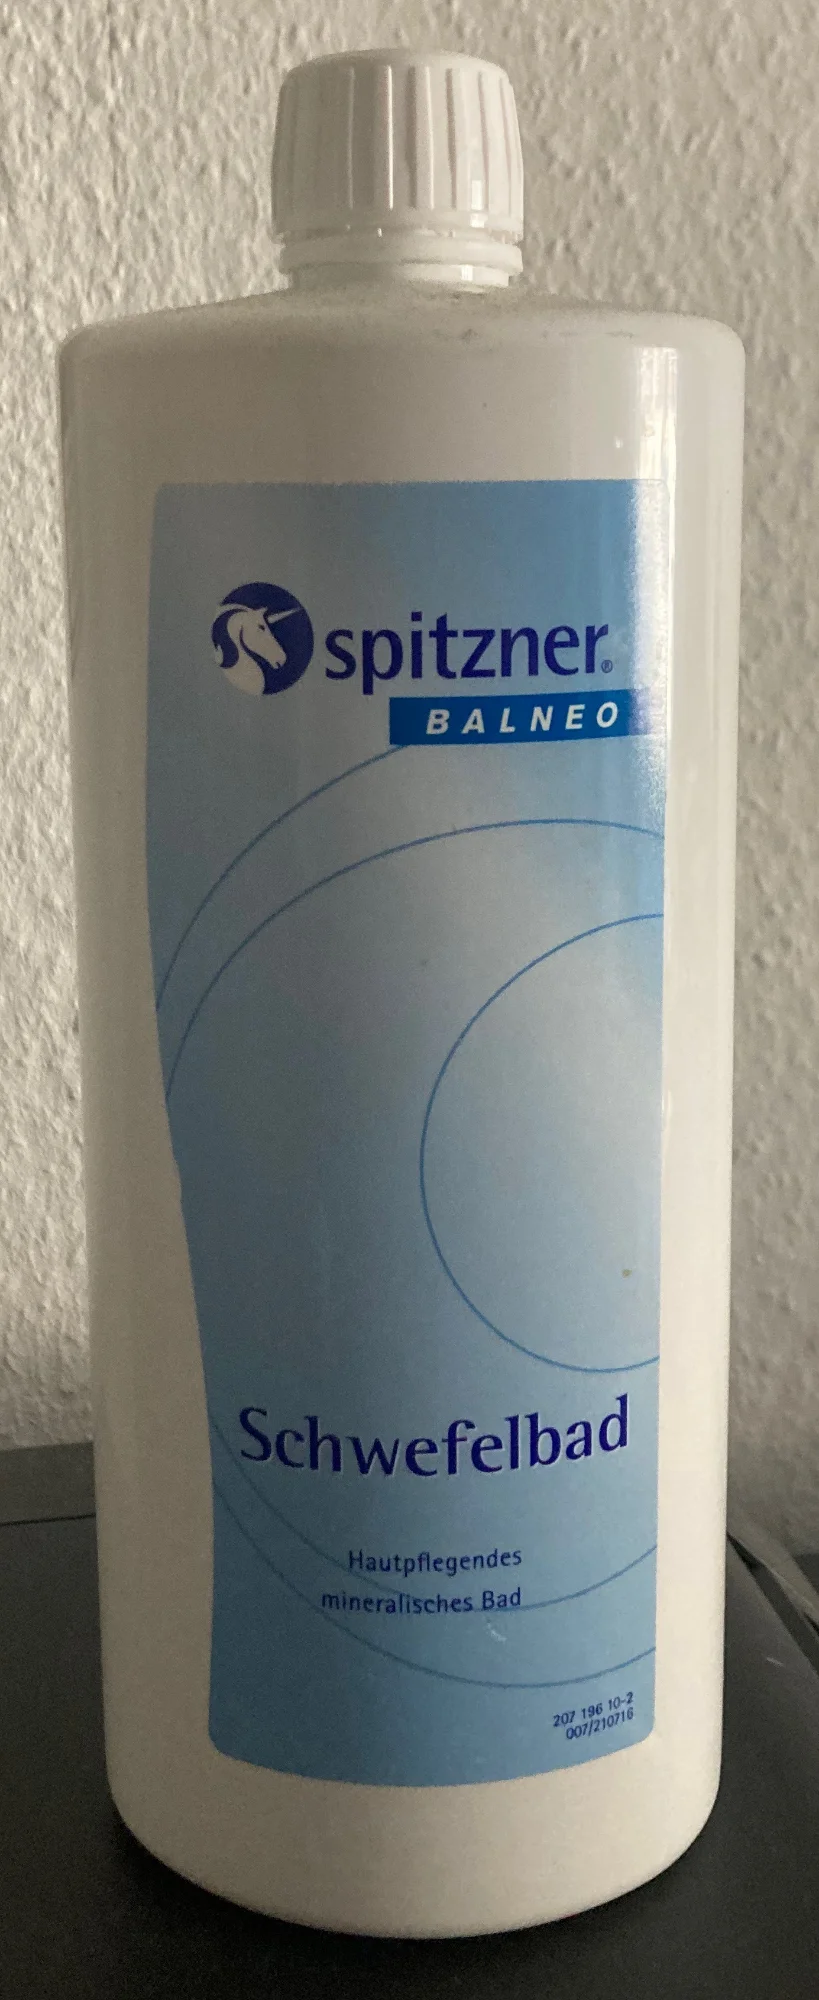 spitzner®
BALNEO
Schwefelbad
Hautpflegendes
mineralisches Bad
207 196 10-2
007/210716